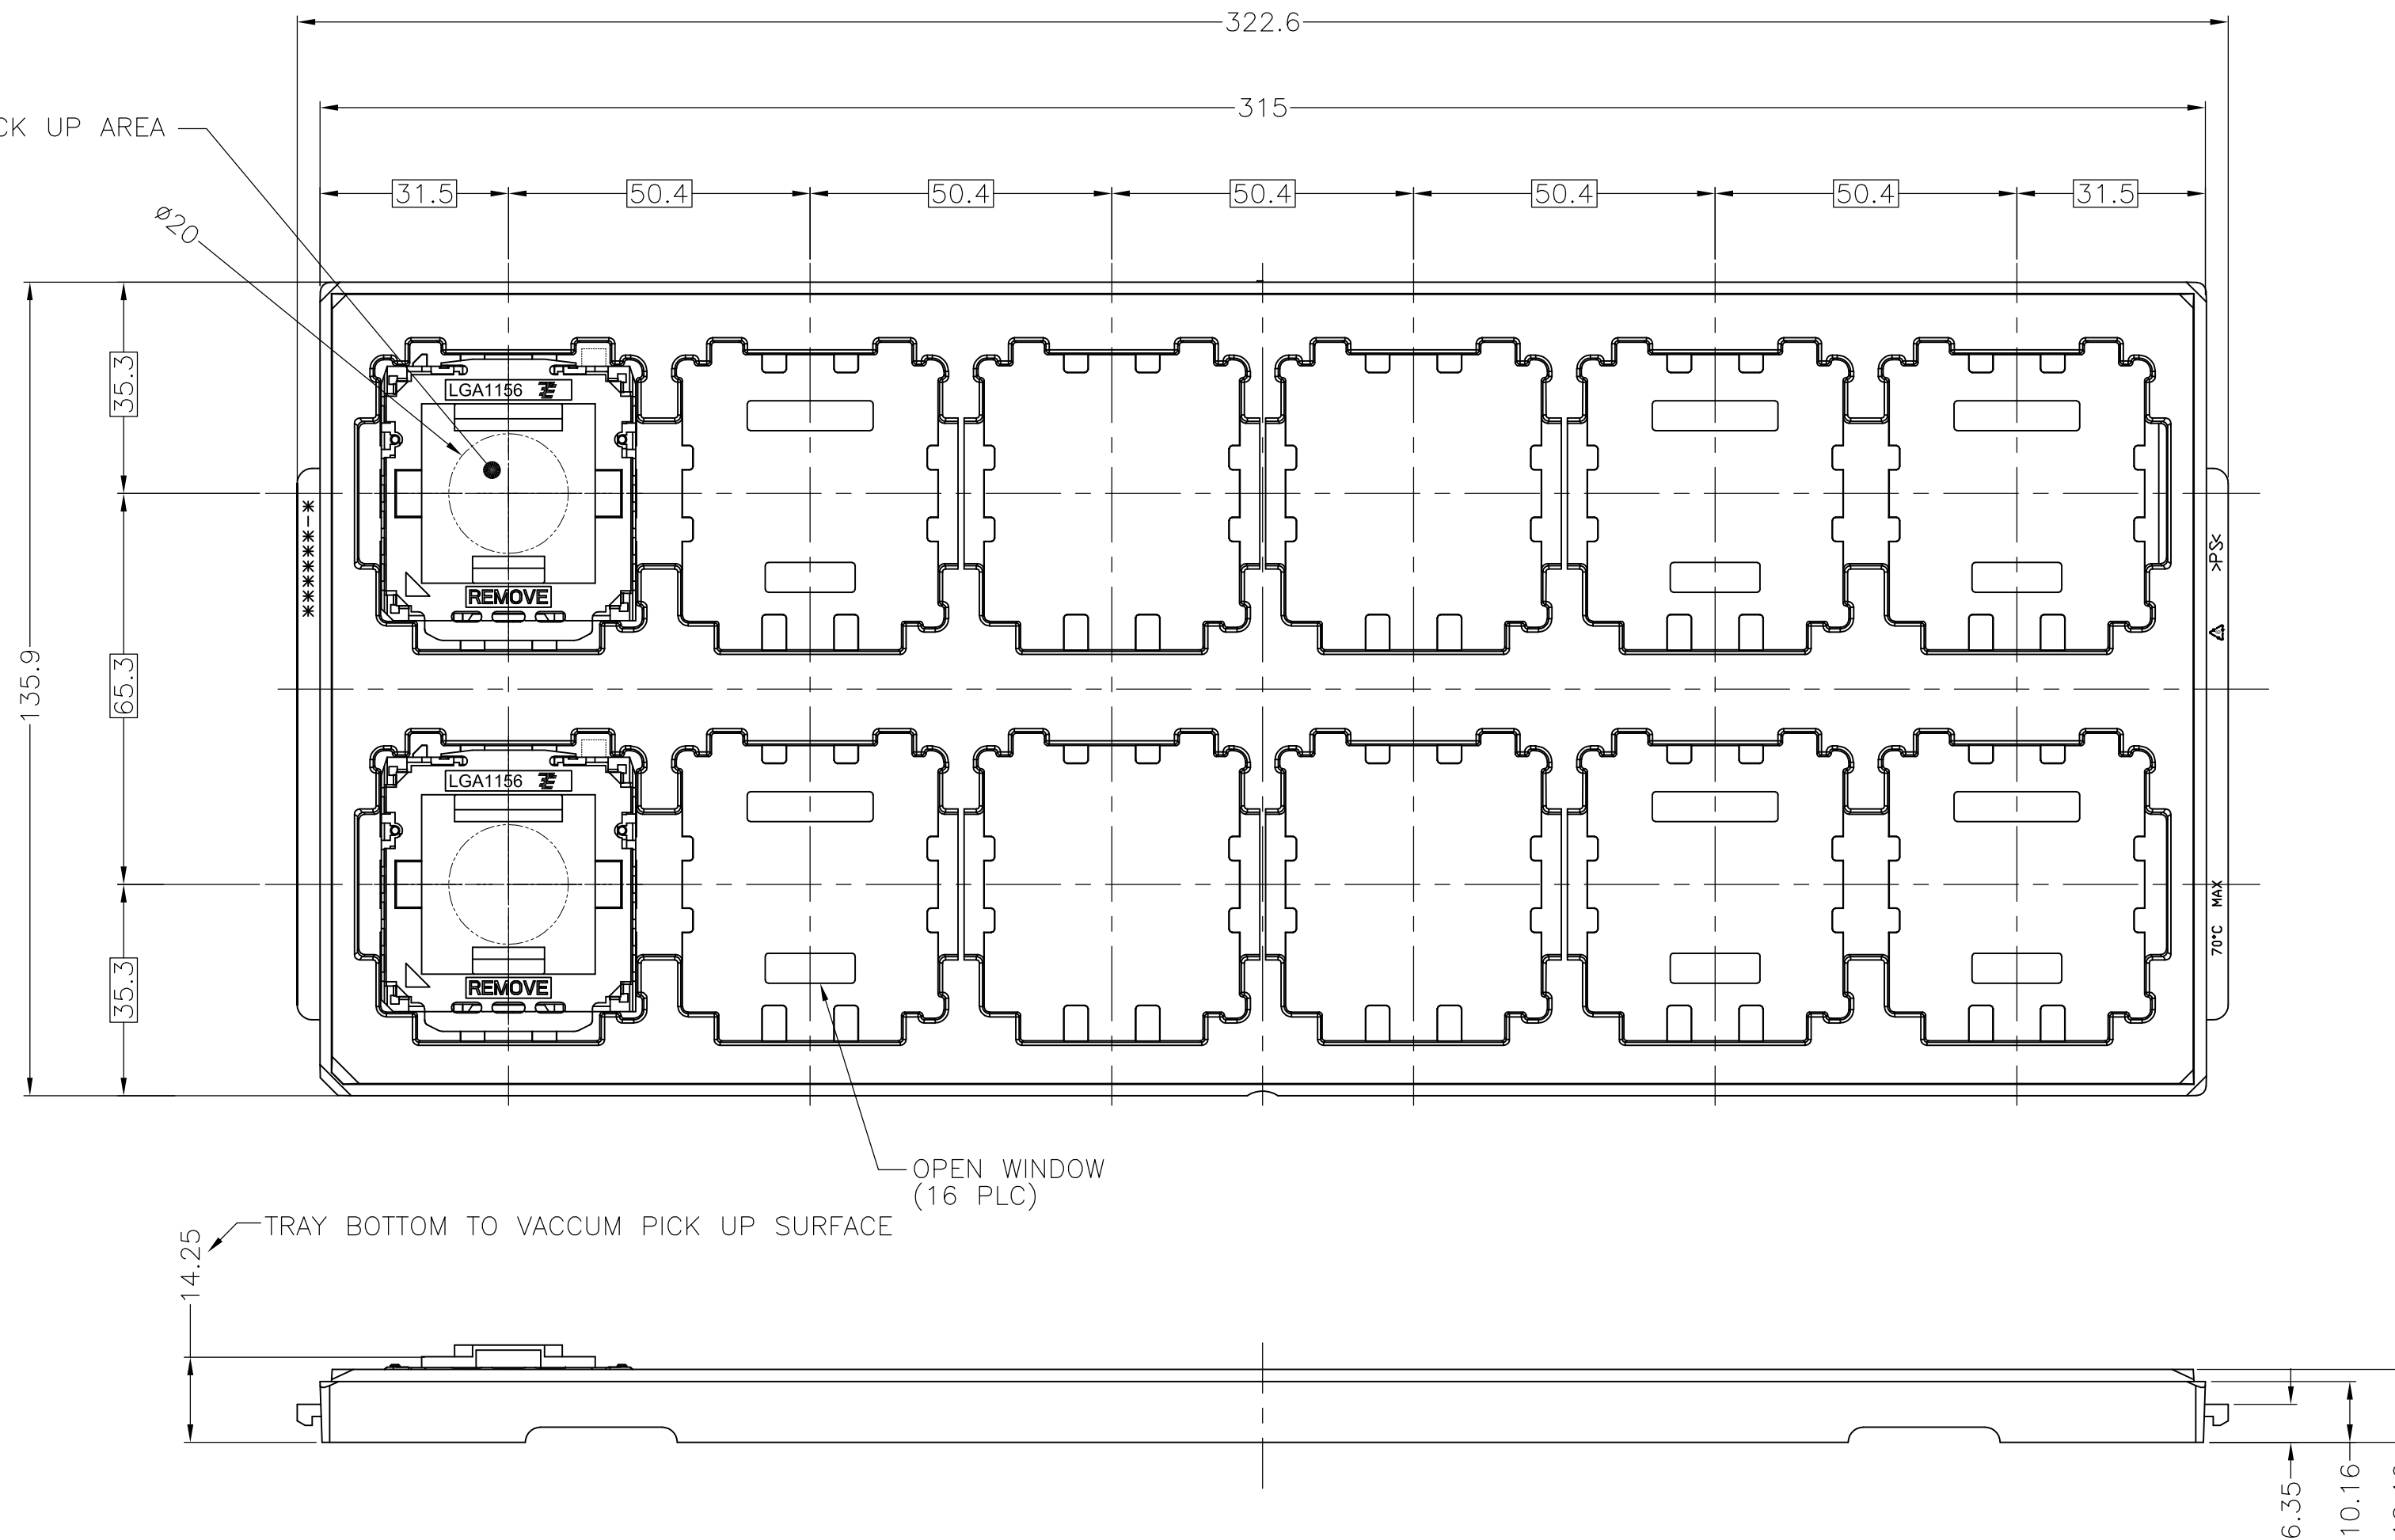 322.6
315
CK UP AREA
31.5
50.4
50.4
50.4
50.4
50.4
31.5
ø20
35.3
65.3
35.3
135.9
LGA1156
REMOVE
LGA1156
REMOVE
*-*******
>PS<
70°C MAX
OPEN WINDOW
(16 PLC)
TRAY BOTTOM TO VACCUM PICK UP SURFACE
14.25
6.35
10.16